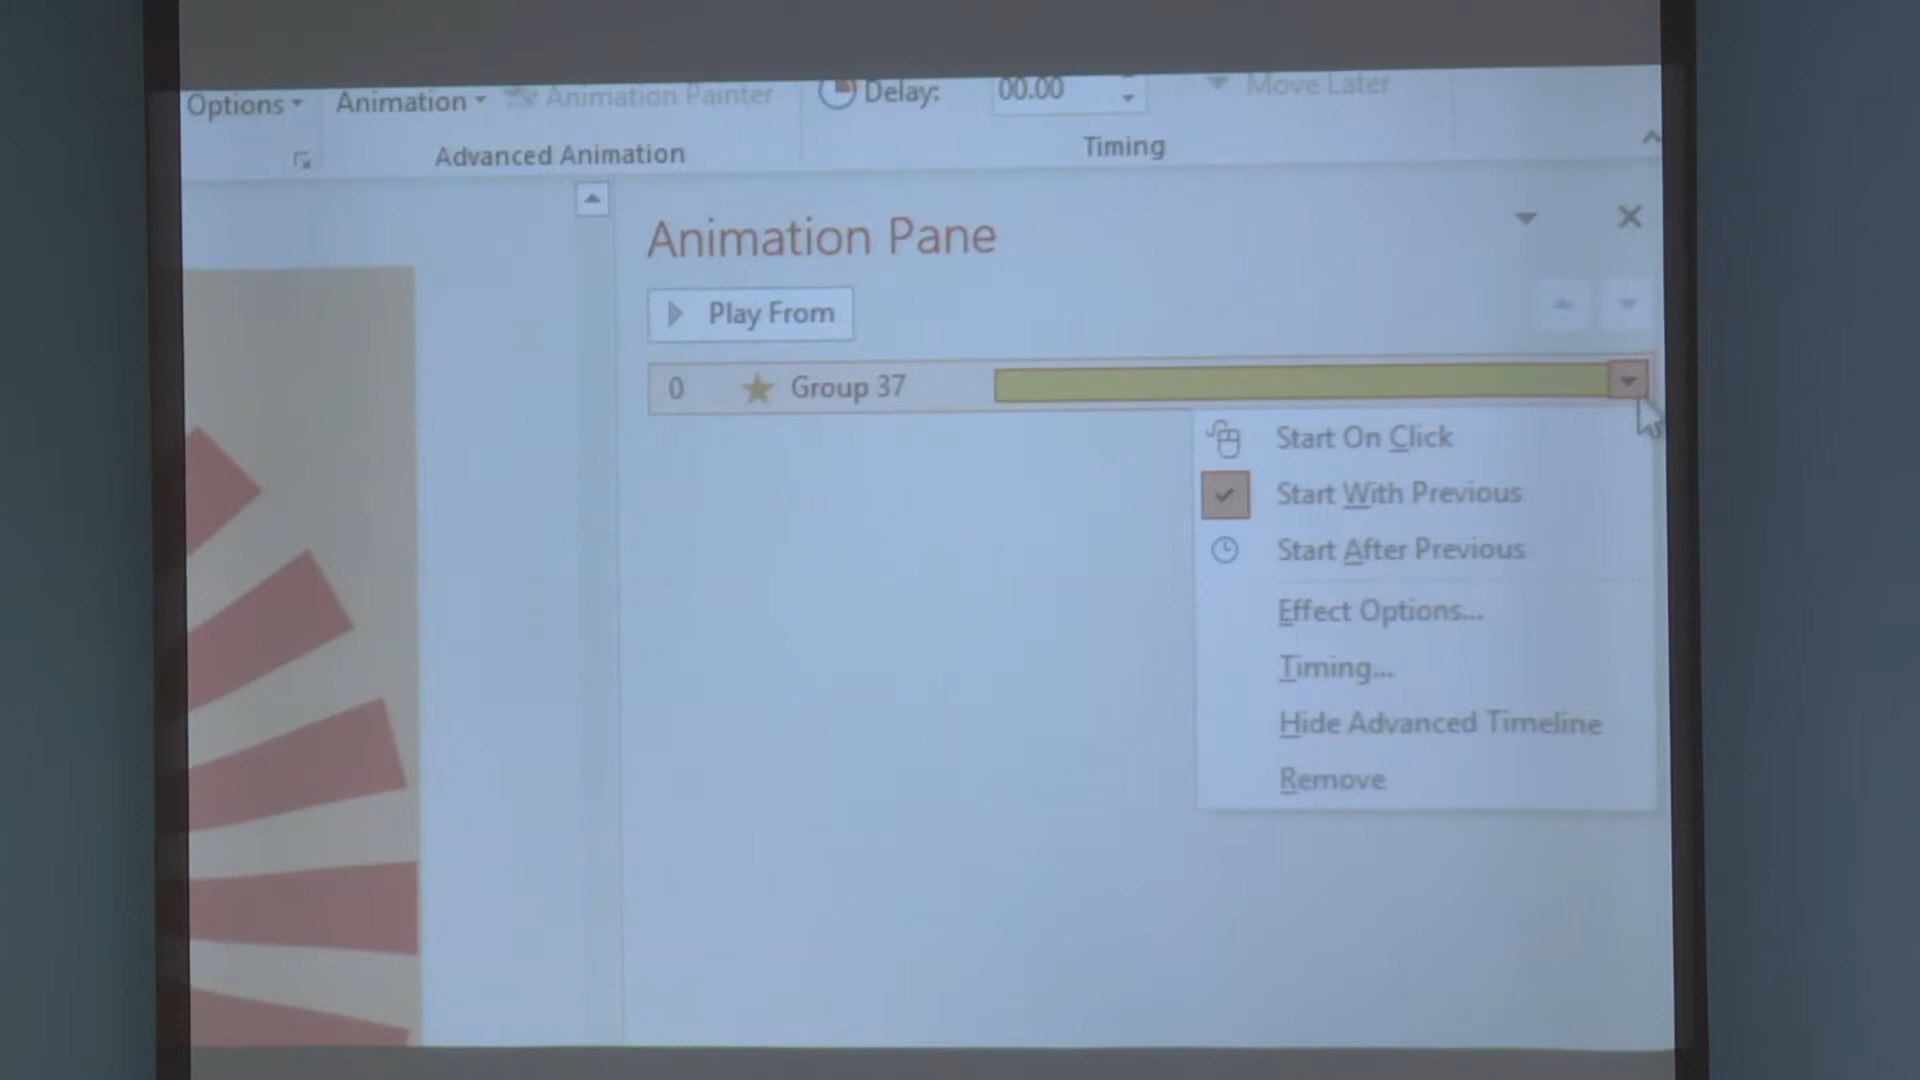 Options
Animation
Animation Painter
Delay:
00.00
Move Later
Advanced Animation
Timing
Animation Pane
Play From
0
Group 37
Start On Click
Start With Previous
Start After Previous
Effect Options...
Timing...
Hide Advanced Timeline
Remove